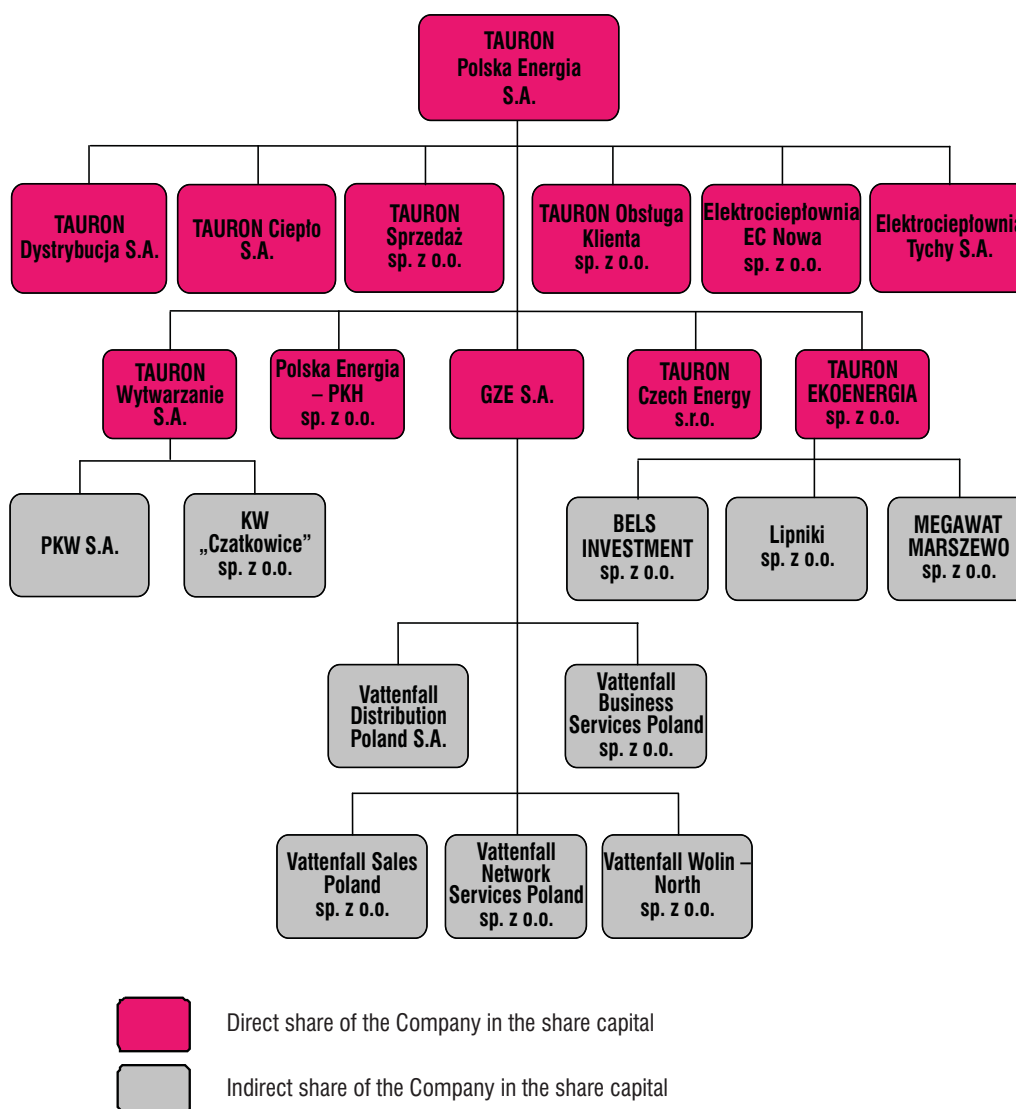 TAURON
Polska Energia
S.A.
TAURON
Dystrybucja S.A.
TAURON Ciepło
S.A.
TAURON
Sprzedaż
sp. z o.o.
TAURON Obsługa
Klienta
sp. z o.o.
Elektrociepłownia
EC Nowa
sp. z o.o.
Elektrociepłownia
Tychy S.A.
TAURON
Wytwarzanie
S.A.
Polska Energia
– PKH
sp. z o.o.
GZE S.A.
TAURON
Czech Energy
s.r.o.
TAURON
EKOENERGIA
sp. z o.o.
PKW S.A.
KW
„Czatkowice”
sp. z o.o.
BELS
INVESTMENT
sp. z o.o.
Lipniki
sp. z o.o.
MEGAWAT
MARSZEWO
sp. z o.o.
Vattenfall
Distribution
Poland S.A.
Vattenfall
Business
Services Poland
sp. z o.o.
Vattenfall Sales
Poland
sp. z o.o.
Vattenfall
Network
Services Poland
sp. z o.o.
Vattenfall Wolin –
North
sp. z o.o.
Direct share of the Company in the share capital
Indirect share of the Company in the share capital